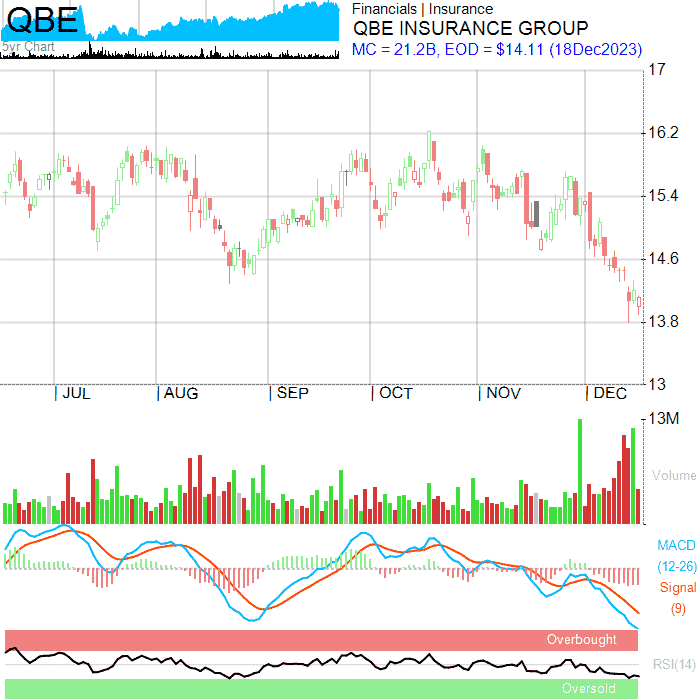 QBE
5yr Chart
Financials | Insurance
QBE INSURANCE GROUP
MC = 21.2B, EOD = $14.11 (18Dec2023)
17
16.2
15.4
14.6
13.8
13
| JUL | AUG | SEP | OCT | NOV | DEC
13M
Volume
MACD
(12-26)
Signal
(9)
Overbought
RSI(14)
Oversold